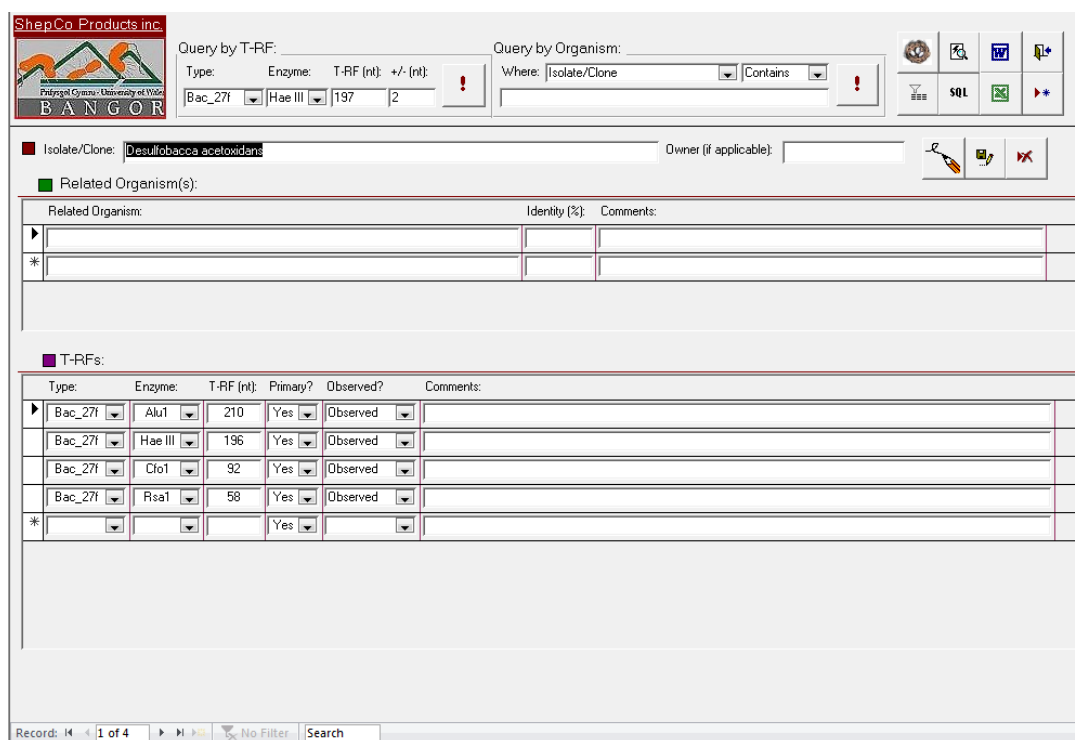 ShepCo Products inc.
Prifysgol Cymru - University of Wales
BANGOR
Query by T-RF:
Type: Enzyme: T-RF (nt): +/- (nt):
Bac_27f Hae III 197 2
!
Query by Organism:
Where: Isolate/Clone Contains
!
W
SQL
X
Isolate/Clone: Desulfobacca acetoxidans Owner (if applicable):
Related Organism(s):
Related Organism: Identity (%): Comments:
T-RFs:
Type: Enzyme: T-RF (nt): Primary? Observed? Comments:
Bac_27f Alu1 210 Yes Observed
Bac_27f Hae III 196 Yes Observed
Bac_27f Cfo1 92 Yes Observed
Bac_27f Rsa1 58 Yes Observed
Yes
Record: 1 of 4 No Filter Search